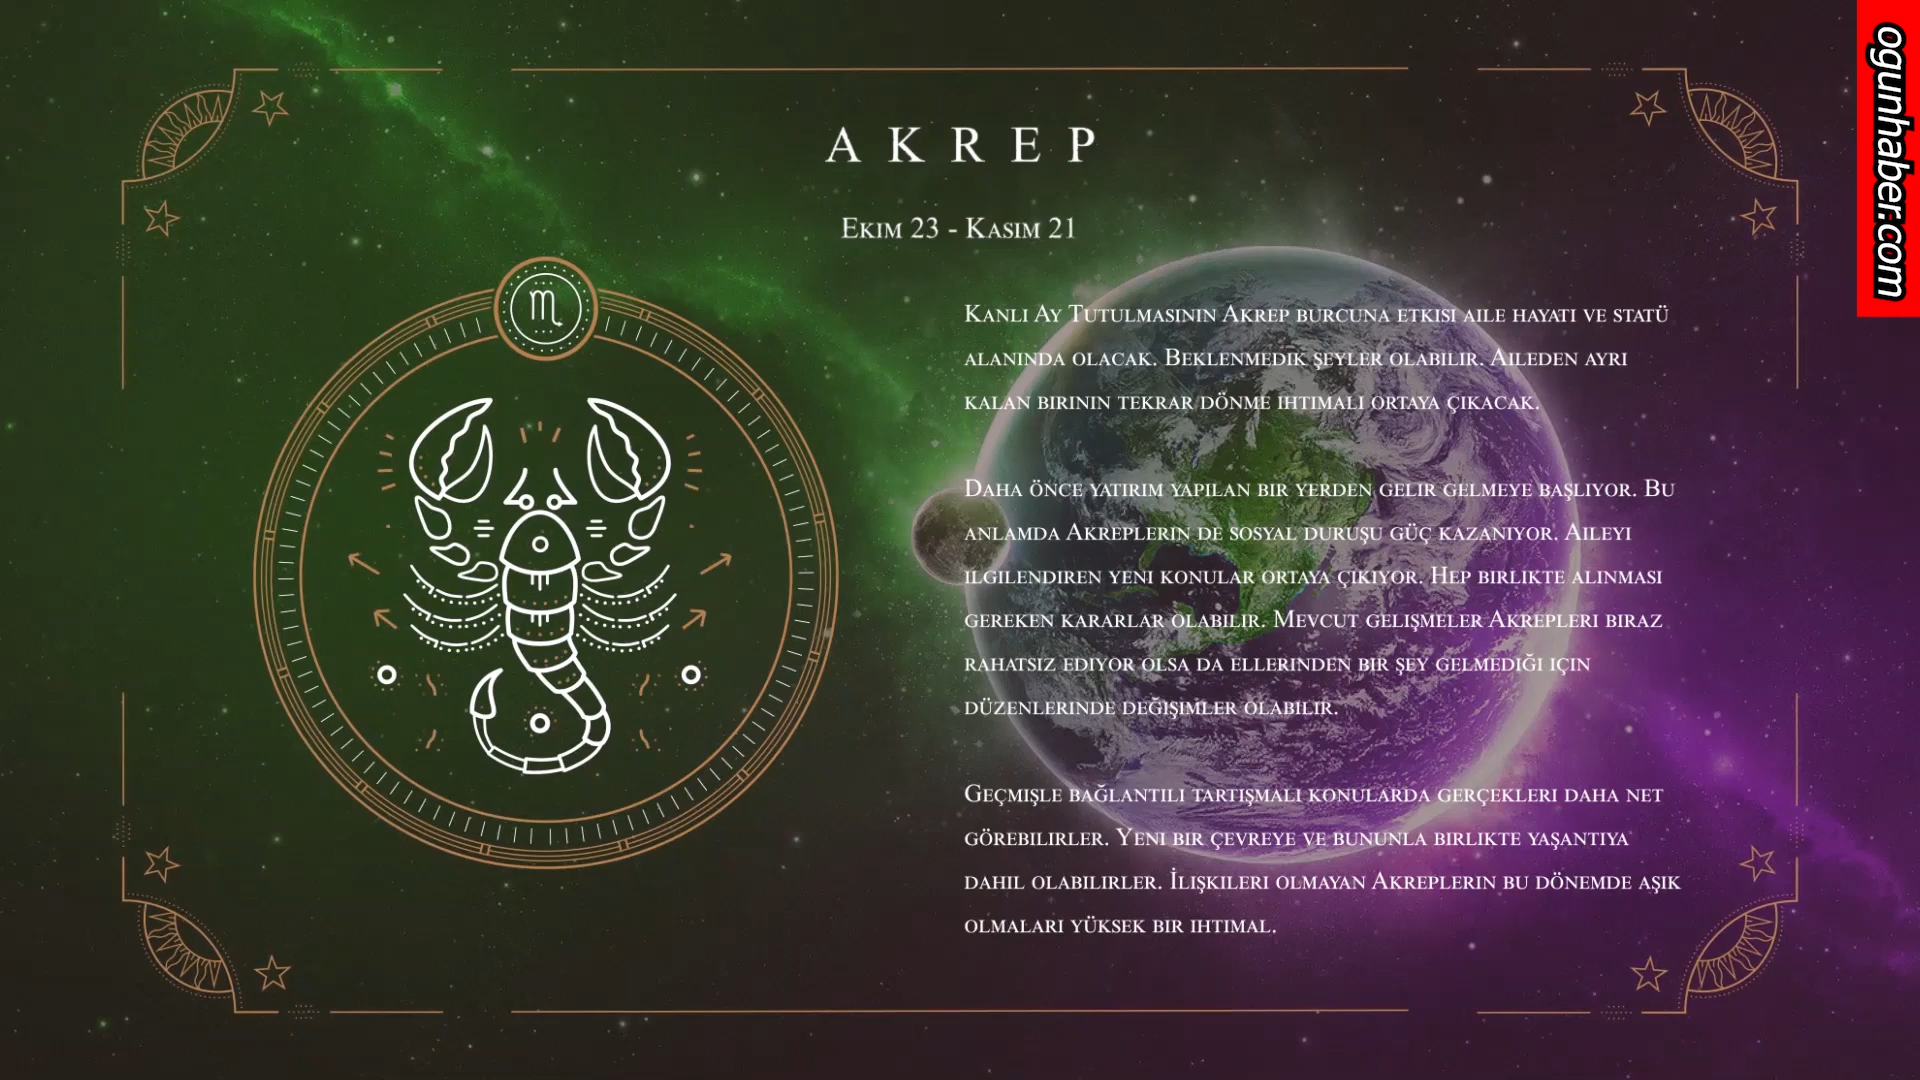 AKREP
Ekim 23 - Kasım 21
Kanlı Ay Tutulmasının Akrep burcuna etkisi aile hayatı ve statü
alanında olacak. Beklenmedik şeyler olabilir. Aileden ayrı
kalan birinin tekrar dönme ihtimali ortaya çıkacak.
Daha önce yatırım yapılan bir yerden gelir gelmeye başlıyor. Bu
anlamda Akreplerin de sosyal duruşu güç kazanıyor. Aileyi
ilgilendiren yeni konular ortaya çıkıyor. Hep birlikte alınması
gereken kararlar olabilir. Mevcut gelişmeler Akrepleri biraz
rahatsız ediyor olsa da ellerinden bir şey gelmediği için
düzenlerinde değişimler olabilir.
Geçmişle bağlantılı tartışmalı konularda gerçekleri daha net
görebilirler. Yeni bir çevreye ve bununla birlikte yaşantıya
dahil olabilirler. İlişkileri olmayan Akreplerin bu dönemde aşık
olmaları yüksek bir ihtimal.
ogunhaber.com